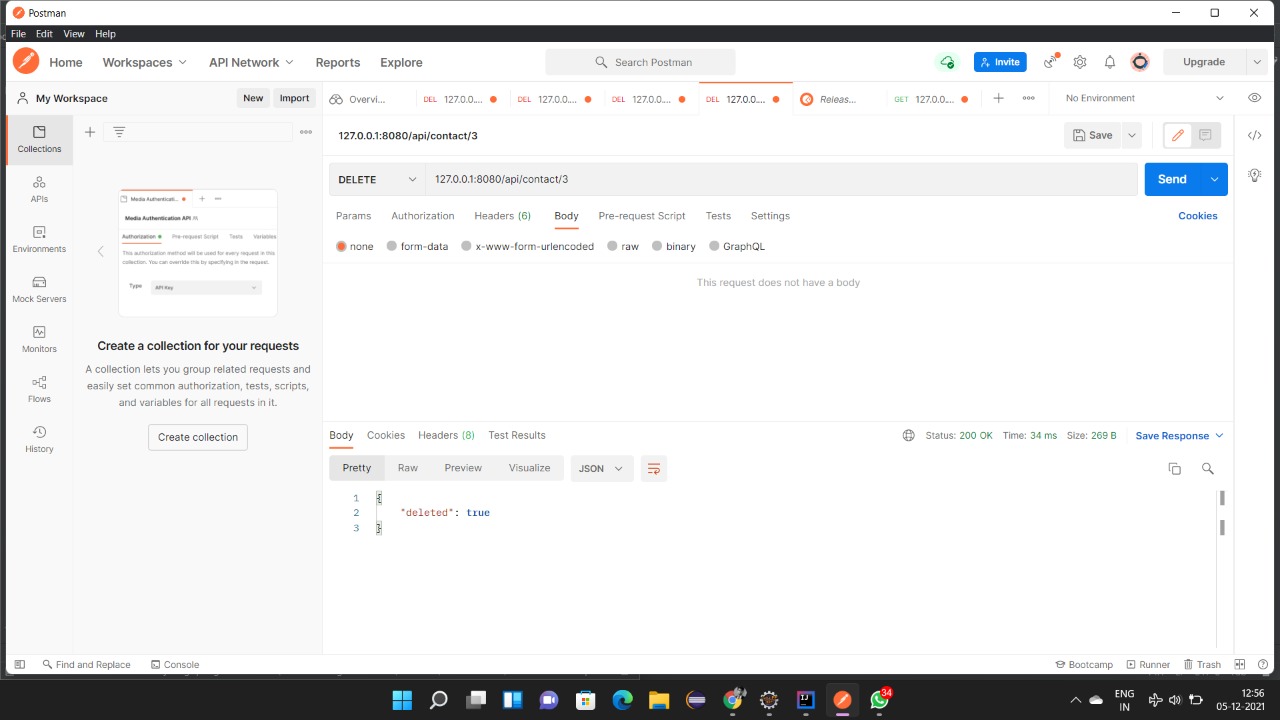 Postman
File Edit View Help
Home Workspaces API Network Reports Explore Search Postman Invite Upgrade
My Workspace New Import
Overvi... DEL 127.0.... DEL 127.0.... DEL 127.0.... DEL 127.0.... Releas... GET 127.0.... No Environment
127.0.0.1:8080/api/contact/3 Save
DELETE 127.0.0.1:8080/api/contact/3 Send
Params Authorization Headers (6) Body Pre-request Script Tests Settings Cookies
none form-data x-www-form-urlencoded raw binary GraphQL
This request does not have a body
Collections
APIs
Environments
Mock Servers
Monitors
Flows
History
Media Authenticati...
Media Authentication API
Authorization Pre-request Script Tests Variables
This authorization method will be used for every request in this
collection. You can override this by specifying in the request.
Type API Key
Create a collection for your requests
A collection lets you group related requests and
easily set common authorization, tests, scripts,
and variables for all requests in it.
Create collection
Body Cookies Headers (8) Test Results Status: 200 OK Time: 34 ms Size: 269 B Save Response
Pretty Raw Preview Visualize JSON
1 {
2 "deleted": true
3 }
Find and Replace Console Bootcamp Runner Trash
34
ENG
IN
12:56
05-12-2021